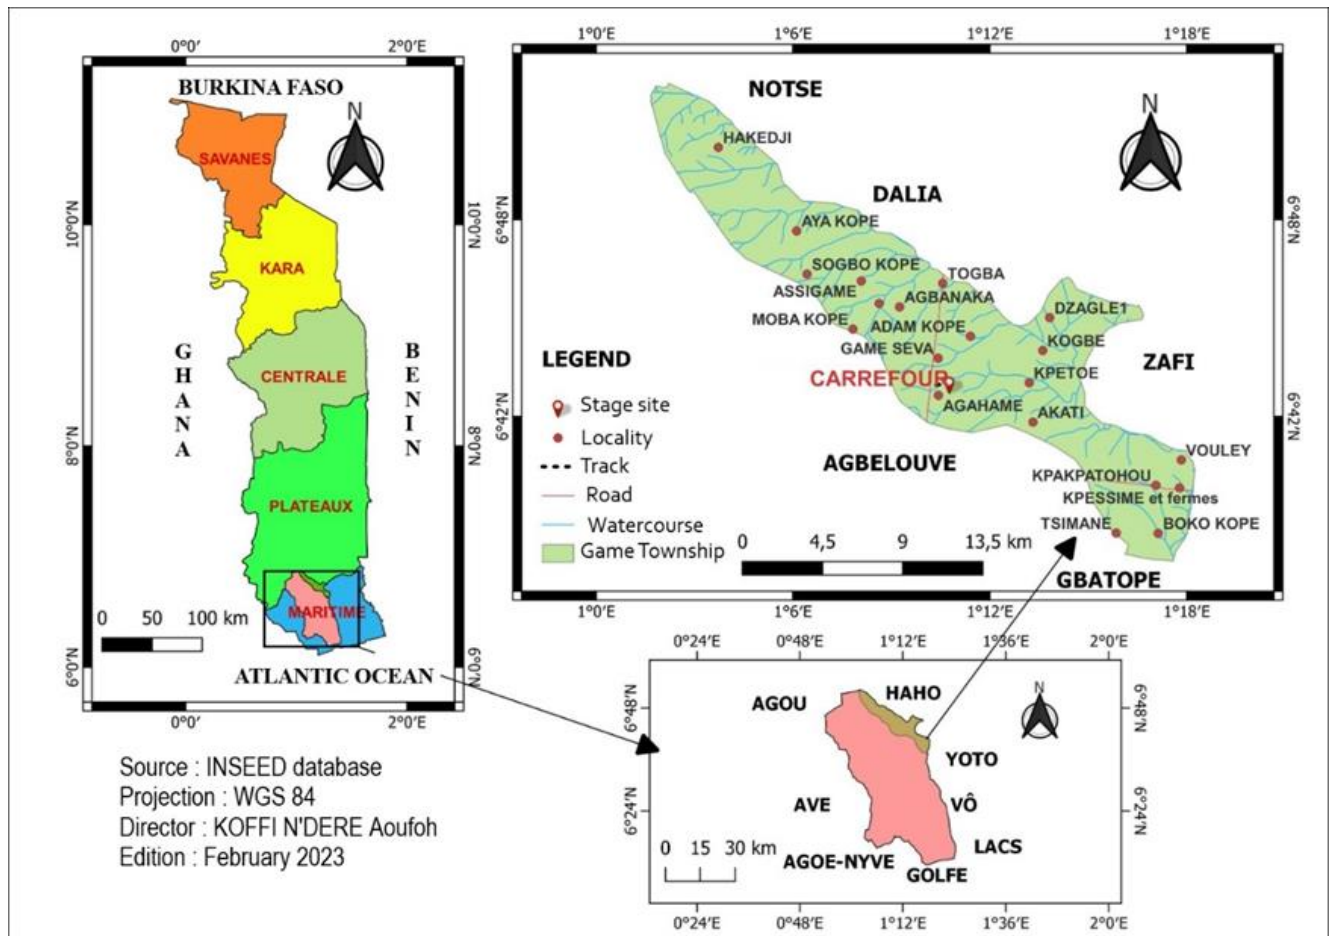 0°0' 2°0'E
BURKINA FASO
N
SAVANES
10°0'N 10°0'N
KARA
GHANA
BENIN
CENTRALE
8°0'N 8°0'N
PLATEAUX
MARITIME
0 50 100 km
6°0'N 6°0'N
ATLANTIC OCEAN
0°0' 2°0'E
Source : INSEED database
Projection : WGS 84
Director : KOFFI N'DERE Aoufoh
Edition : February 2023
1°0'E 1°6'E 1°12'E 1°18'E
NOTSE
N
HAKEDJI
DALIA
6°48'N 6°48'N
AYA KOPE
SOGBO KOPE
TOGBA
ASSIGAME
AGBANAKA
DZAGLE1
MOBA KOPE
ADAM KOPE
GAME SEVA
KOGBE
ZAFI
CARREFOUR
KPETOE
AGAHAME
AKATI
6°42'N 6°42'N
AGBELOUVE
VOULEY
KPAKPATOHOU
KPESSIME et fermes
TSIMANE
BOKO KOPE
GBATOPE
LEGEND
Stage site
Locality
Track
Road
Watercourse
Game Township
0 4,5 9 13,5 km
1°0'E 1°6'E 1°12'E 1°18'E
0°24'E 0°48'E 1°12'E 1°36'E 2°0'E
AGOU
HAHO
N
6°48'N 6°48'N
YOTO
AVE
VÔ
6°24'N 6°24'N
LACS
AGOE-NYVE
GOLFE
0 15 30 km
0°24'E 0°48'E 1°12'E 1°36'E 2°0'E